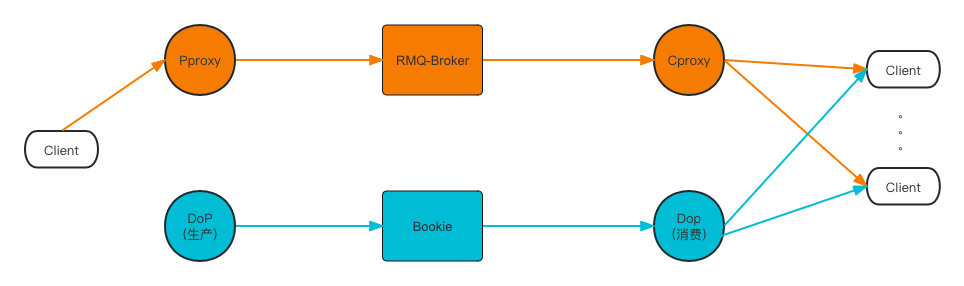 Pproxy
RMQ-Broker
Cproxy
Client
Client
Client
DoP
(生产)
Bookie
Dop
(消费)